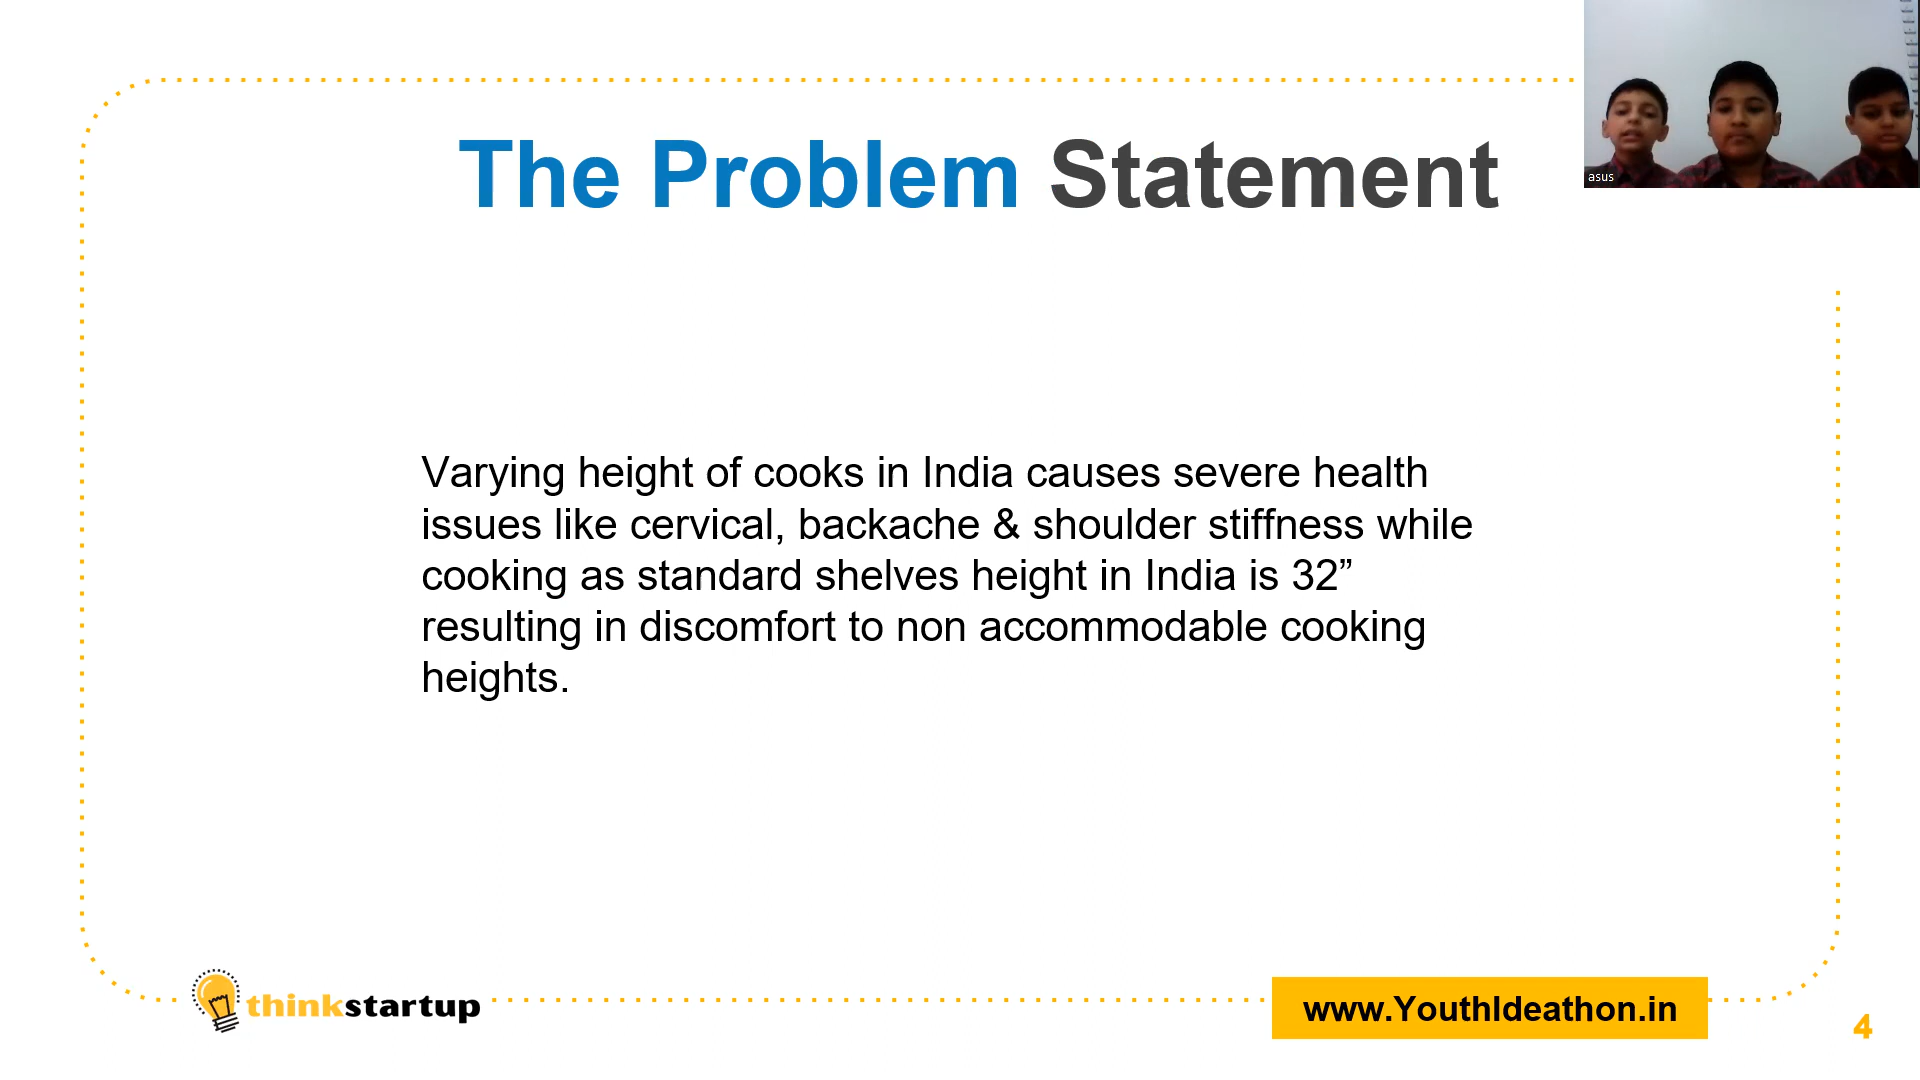 The Problem Statement
asus
Varying height of cooks in India causes severe health
issues like cervical, backache & shoulder stiffness while
cooking as standard shelves height in India is 32”
resulting in discomfort to non accommodable cooking
heights.
thinkstartup
www.YouthIdeathon.in
4